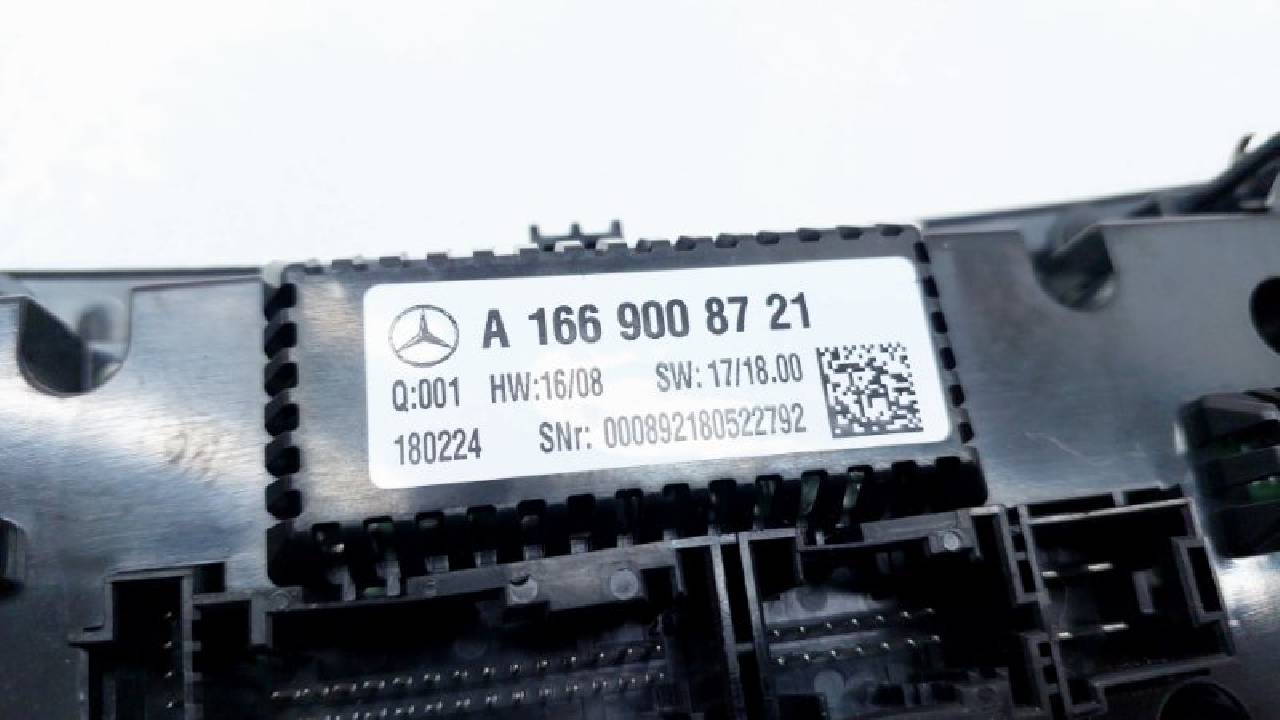 A 166 900 87 21
Q:001 HW:16/08 SW: 17/18.00
180224 SNr: 000892180522792